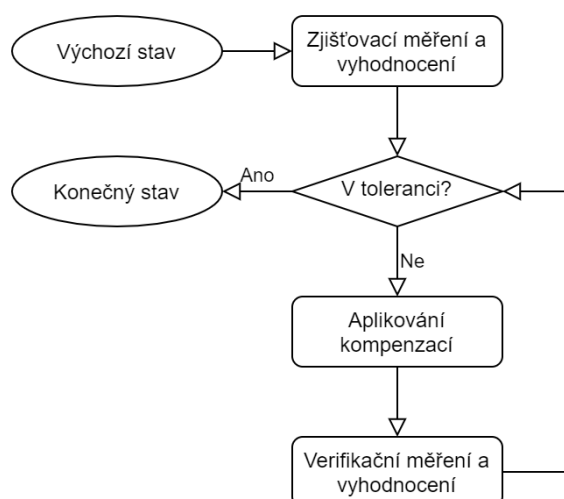 Výchozí stav
Zjišťovací měření a
vyhodnocení
Konečný stav
Ano
V toleranci?
Ne
Aplikování
kompenzací
Verifikační měření a
vyhodnocení